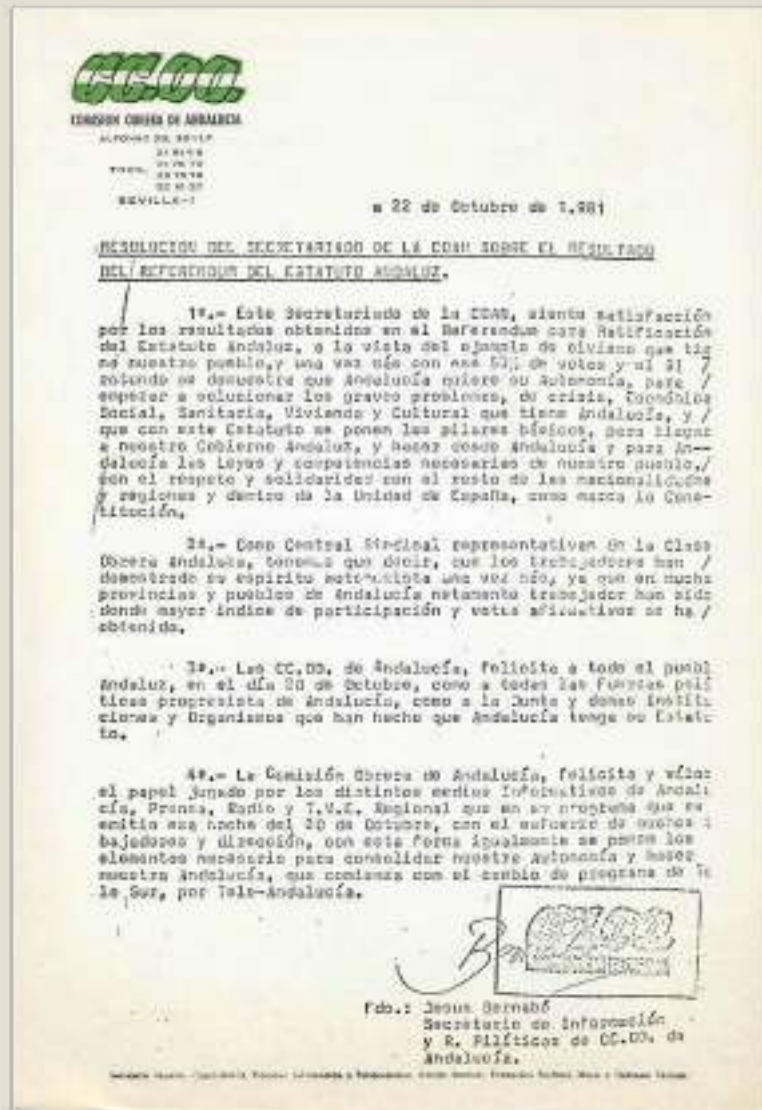 CC.OO.
COMISION OBRERA DE ANDALUCIA
SEVILLA-1
a 22 de Octubre de 1.981
RESOLUCION DEL SECRETARIADO DE LA COAN SOBRE EL RESULTADO
DEL REFERENDUM DEL ESTATUTO ANDALUZ.
1º.- Este Secretariado de la COAN, siente satisfacción
por los resultados obtenidos en el Referendum para Ratificación
del Estatuto Andaluz, a la vista del ejemplo de civismo que tie
ne nuestro pueblo, y una vez más con ese de votos y el SI /
rotundo se demuestra que Andalucía quiere su Autonomía, para /
empezar a solucionar los graves problemas, de crisis, Económica
Social, Sanitaria, Vivienda y Cultural que tiene Andalucía, y /
que con este Estatuto se ponen los pilares básicos, para llegar
a nuestro Gobierno Andaluz, y hacer desde Andalucía y para An--
dalucía las Leyes y competencias necesarias de nuestro pueblo,/
con el respeto y solidaridad con el resto de las nacionalidades
y regiones y dentro de la Unidad de España, como marca la Cons-
titución.
2º.- Como Central Sindical representativa en la Clase
Obrera Andaluza, tenemos que decir, que los trabajadores han /
demostrado su espíritu autonomista una vez más, ya que en mucha
provincias y pueblos de Andalucía netamente trabajador han sido
donde mayor índice de participación y votos afirmativos se ha /
obtenido.
3º.- Las CC.OO. de Andalucía, felicita a todo el puebl
Andaluz, en el día 20 de Octubre, como a todas las fuerzas polí
ticas progresista de Andalucía, como a la Junta y demas Instit
ciones y Organismos que han hecho que Andalucía tenga su Estatu
to.
4º.- La Comisión Obrera de Andalucía, felicita y
el papel jugado por los distintos medios Informativos de Andalu
cía, Prensa, Radio y T.V.E. Regional que en su programa que se
emitio esa noche del 20 de Octubre, con el esfuerzo de muchos
bajadores y dirección, con esta forma igualmente se ponen los
elementos necesario para consolidar nuestra Autonomía y hacer
nuestra Andalucía, que comienza con el cambio de programa de Te
le Sur, por Tele-Andalucía.
CC.OO.
Fdo.: Jesus Bernabé
Secretario de Información
y R. Pilíticas de CC.OO. de
Andalucía.